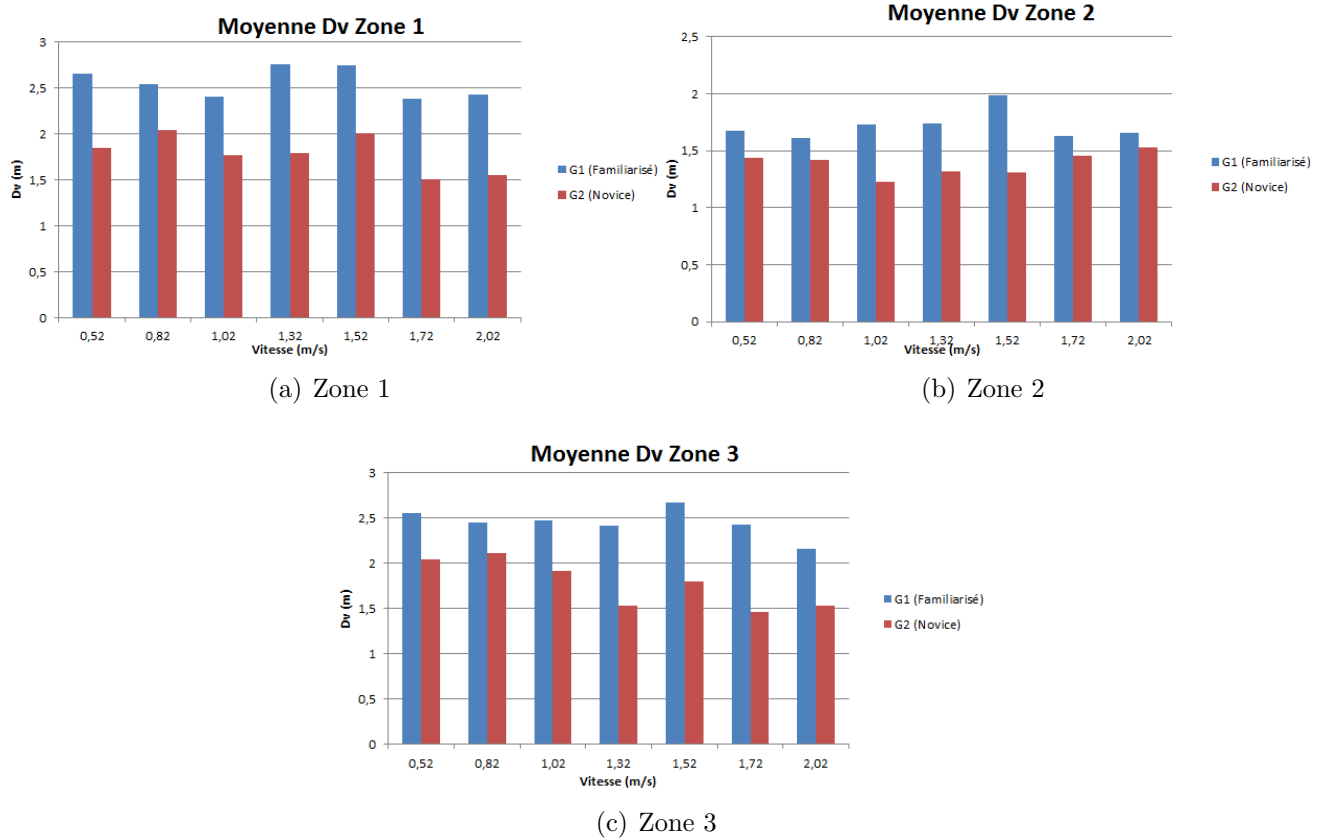 Moyenne Dv Zone 1
3
2,5
2
1,5
1
0,5
0
Dv (m)
0,52 0,82 1,02 1,32 1,52 1,72 2,02
Vitesse (m/s)
G1 (Familiarisé)
G2 (Novice)
(a) Zone 1
Moyenne Dv Zone 2
2,5
2
1,5
1
0,5
0
Dv (m)
0,52 0,82 1,02 1,32 1,52 1,72 2,02
Vitesse (m/s)
G1 (Familiarisé)
G2 (Novice)
(b) Zone 2
Moyenne Dv Zone 3
3
2,5
2
1,5
1
0,5
0
Dv (m)
0,52 0,82 1,02 1,32 1,52 1,72 2,02
Vitesse (m/s)
G1 (Familiarisé)
G2 (Novice)
(c) Zone 3